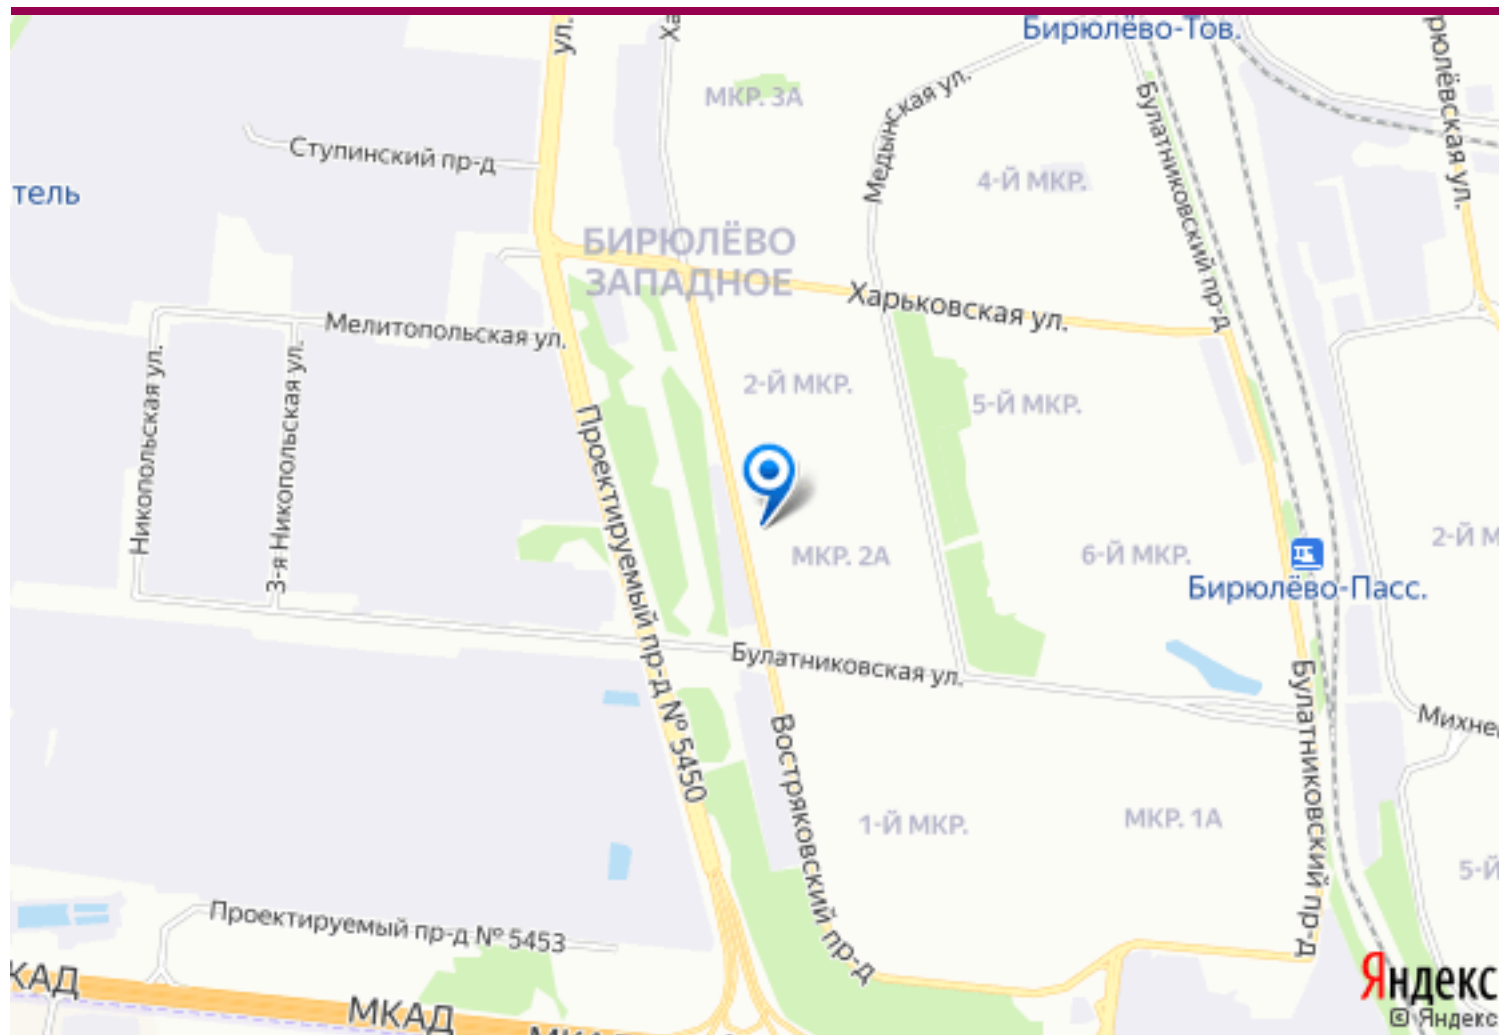 ул.
Ха
Бирюлёво-Тов.
рюлёвская ул.
МКР. 3А
Медынская ул.
Булатниковский пр-д
Ступинский пр-д
4-Й МКР.
тель
БИРЮЛЁВО
ЗАПАДНОЕ
Харьковская ул.
Мелитопольская ул.
Никопольская ул.
3-я Никопольская ул.
2-Й МКР.
5-Й МКР.
Проектируемый пр-д № 5450
МКР. 2А
6-Й МКР.
2-Й М
Бирюлёво-Пасс.
Булатниковская ул.
Булатниковский пр-д
Михне
Востряковский пр-д
1-Й МКР.
МКР. 1А
5-Й
Проектируемый пр-д № 5453
КАД
МКАД
МКАД
Яндекс
© Яндекс